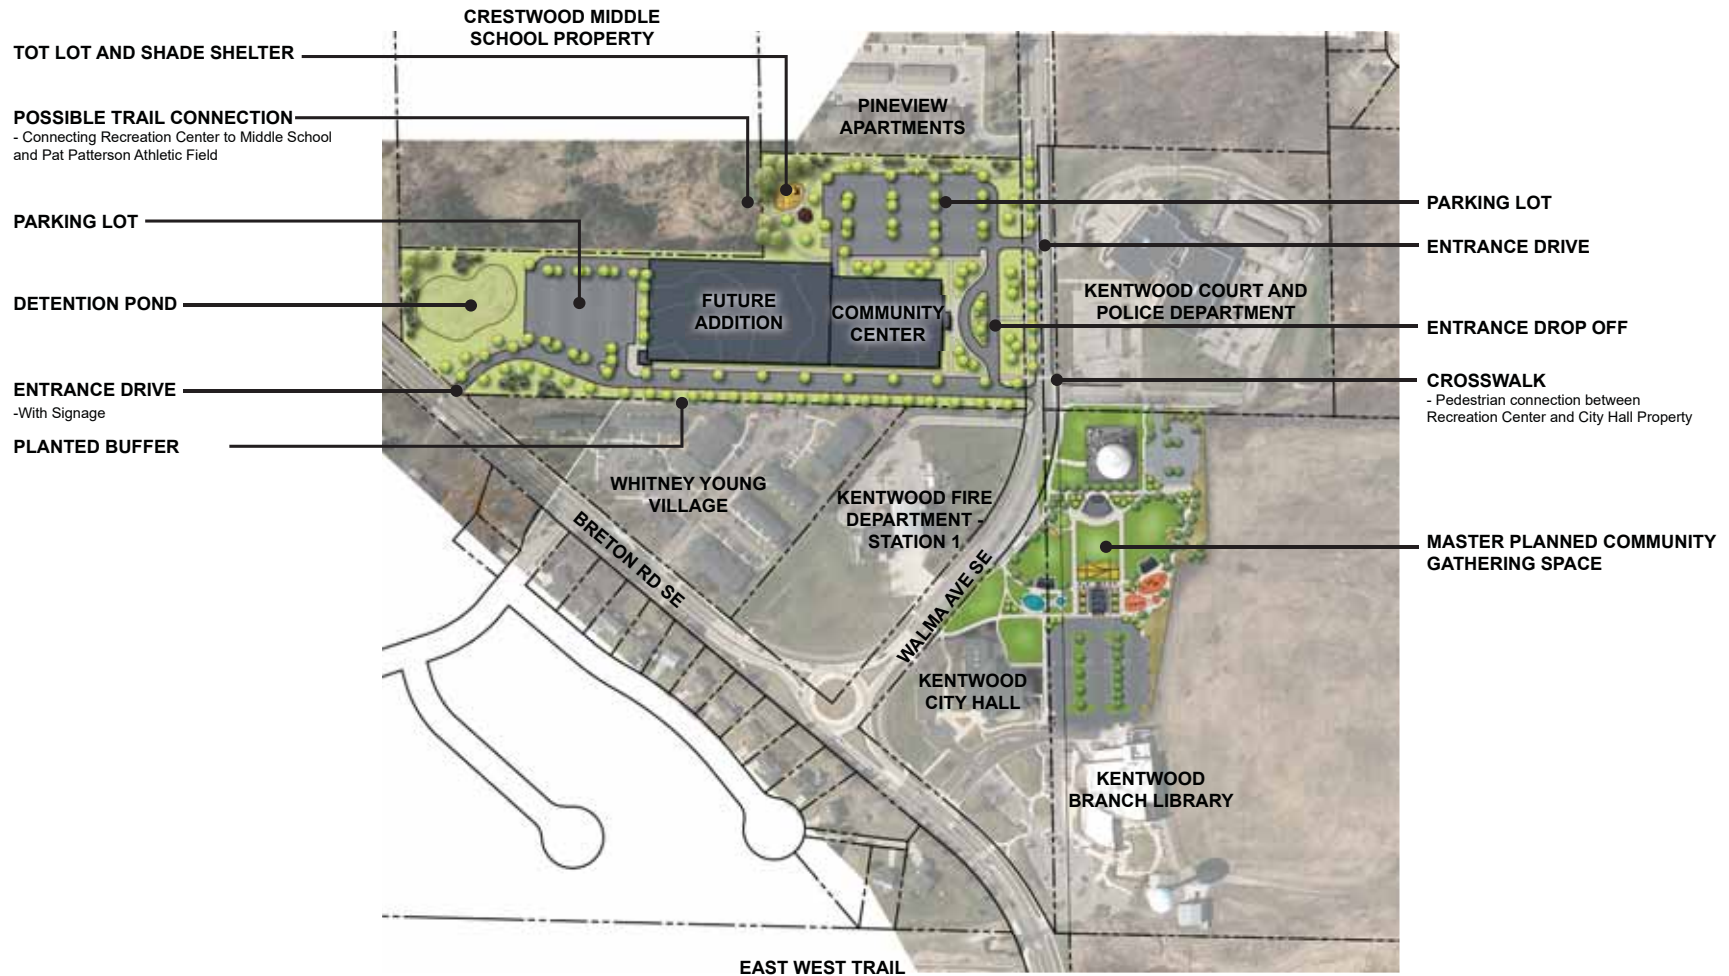 CRESTWOOD MIDDLE
SCHOOL PROPERTY
TOT LOT AND SHADE SHELTER
POSSIBLE TRAIL CONNECTION
- Connecting Recreation Center to Middle School
and Pat Patterson Athletic Field
PARKING LOT
DETENTION POND
ENTRANCE DRIVE
-With Signage
PLANTED BUFFER
PINEVIEW
APARTMENTS
FUTURE
ADDITION
COMMUNITY
CENTER
KENTWOOD COURT AND
POLICE DEPARTMENT
WHITNEY YOUNG
VILLAGE
KENTWOOD FIRE
DEPARTMENT -
STATION 1
BRETON RD SE
WALMA AVE SE
KENTWOOD
CITY HALL
KENTWOOD
BRANCH LIBRARY
EAST WEST TRAIL
PARKING LOT
ENTRANCE DRIVE
ENTRANCE DROP OFF
CROSSWALK
- Pedestrian connection between
Recreation Center and City Hall Property
MASTER PLANNED COMMUNITY
GATHERING SPACE